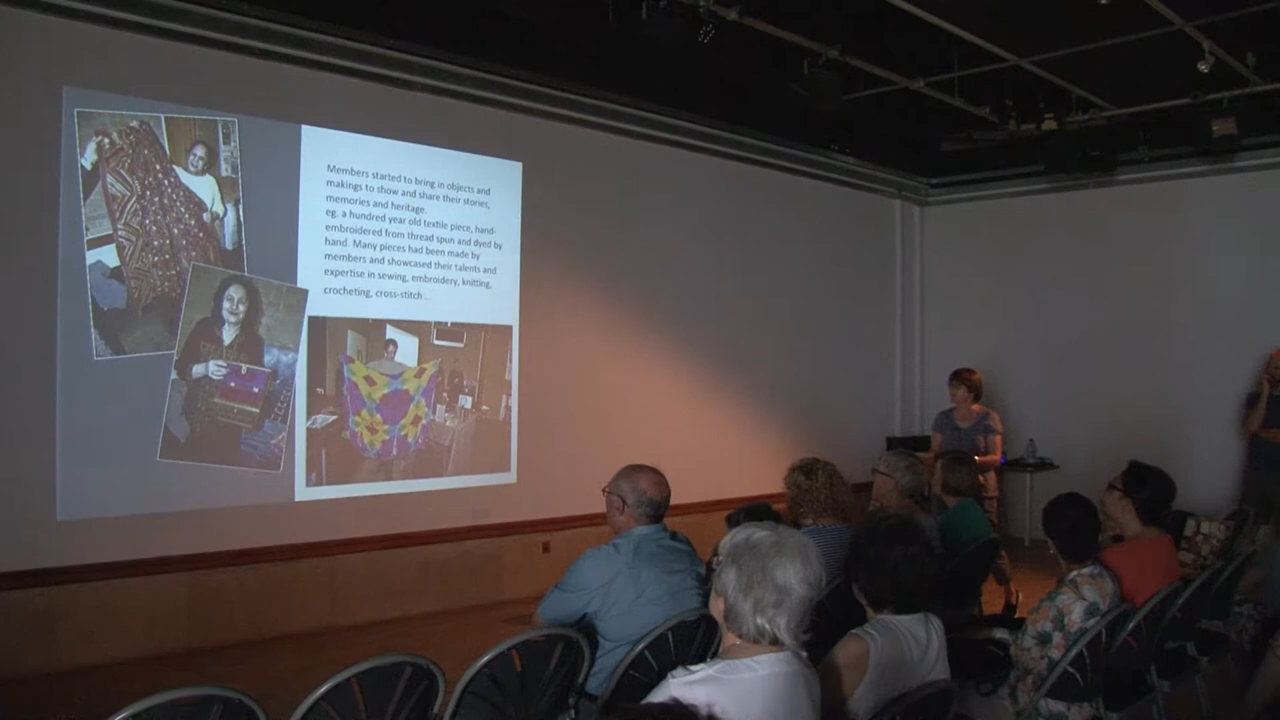 Members started to bring in objects and
makings to show and share their stories,
memories and heritage.
eg. a hundred year old textile piece, hand-
embroidered from thread spun and dyed by
hand. Many pieces had been made by
members and showcased their talents and
expertise in sewing, embroidery, knitting,
crocheting, cross-stitch ...